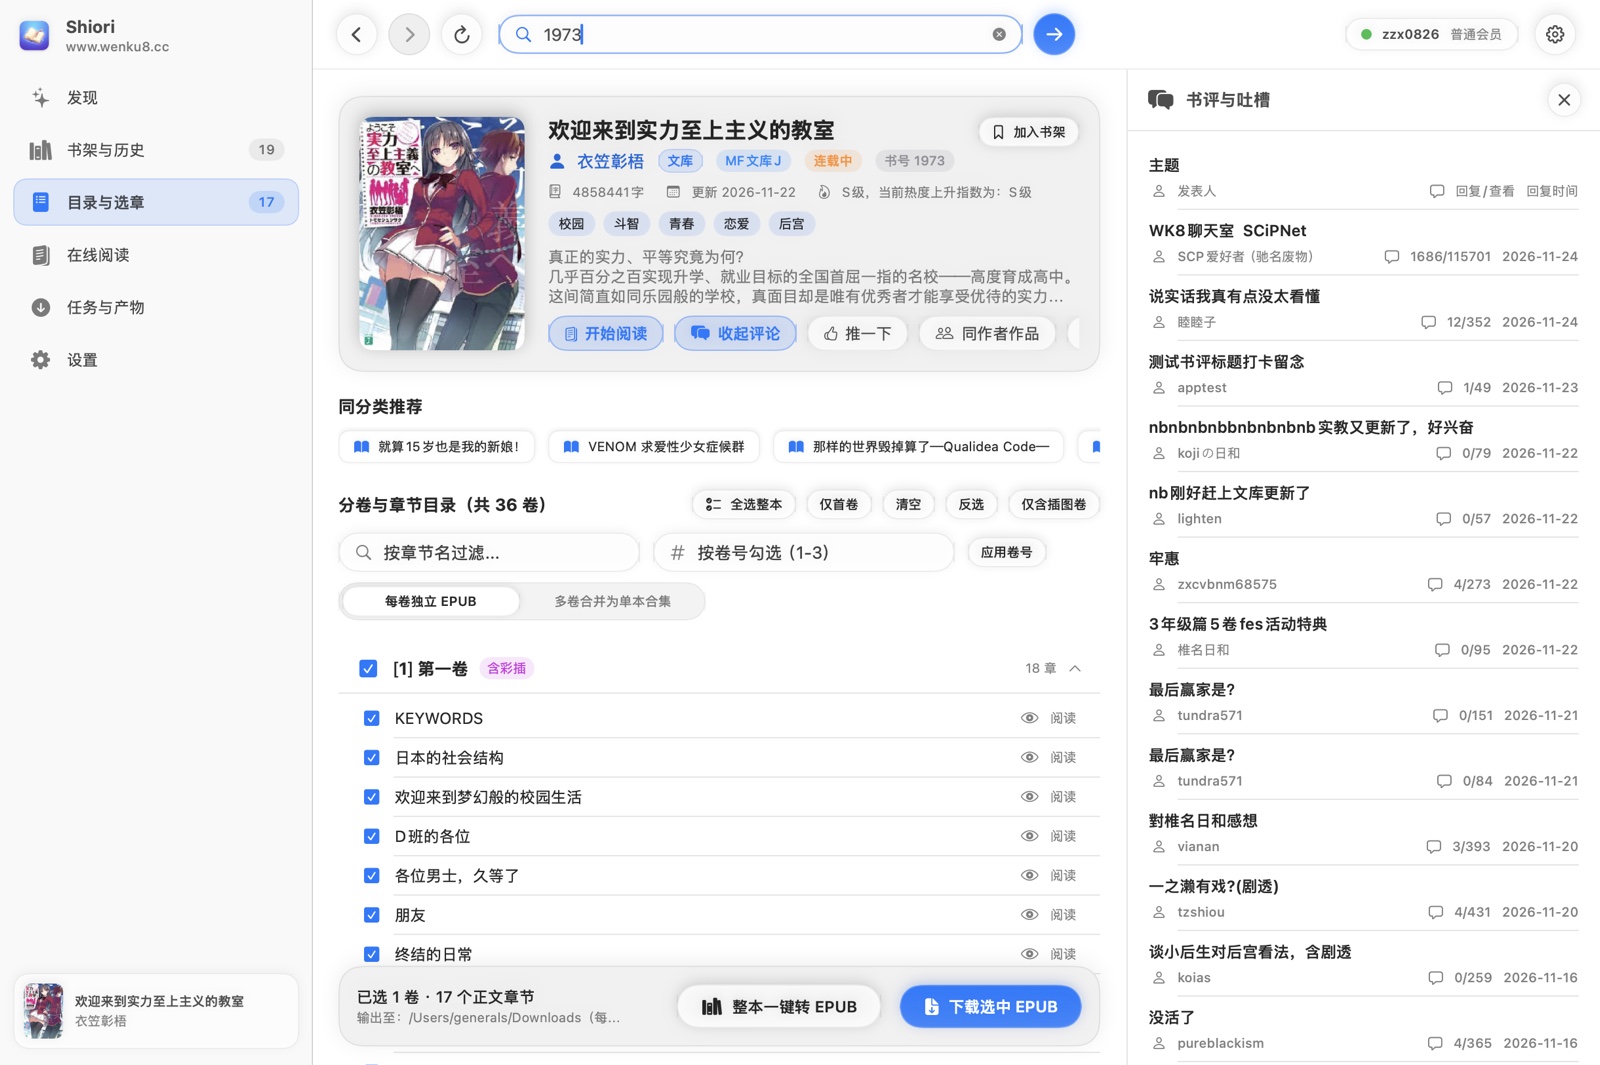 Shiori
www.wenku8.cc
发现
书架与历史 19
目录与选章 17
在线阅读
任务与产物
设置
欢迎来到实力至上主义的教室
衣笠彰梧
1973
zzx0826 普通会员
ようこそ
実力
至上主義
の教室へ
衣笠彰梧
欢迎来到实力至上主义的教室
加入书架
衣笠彰梧 文库 MF文库J 连载中 书号 1973
4858441字 更新 2026-11-22 S级，当前热度上升指数为：S级
校园 斗智 青春 恋爱 后宫
真正的实力、平等究竟为何？
几乎百分之百实现升学、就业目标的全国首屈一指的名校——高度育成高中。
这间简直如同乐园般的学校，真面目却是唯有优秀者才能享受优待的实力...
开始阅读 收起评论 推一下 同作者作品
同分类推荐
就算15岁也是我的新娘！ VENOM 求爱性少女症候群 那样的世界毁掉算了—Qualidea Code—
分卷与章节目录（共 36 卷） 全选整本 仅首卷 清空 反选 仅含插图卷
按章节名过滤... # 按卷号勾选（1-3） 应用卷号
每卷独立 EPUB 多卷合并为单本合集
[1] 第一卷 含彩插 18 章
KEYWORDS 阅读
日本的社会结构 阅读
欢迎来到梦幻般的校园生活 阅读
D班的各位 阅读
各位男士，久等了 阅读
朋友 阅读
终结的日常 阅读
已选 1 卷 · 17 个正文章节
输出至：/Users/generals/Downloads（每...
整本一键转 EPUB 下载选中 EPUB
书评与吐槽
主题
发表人 回复/查看 回复时间
WK8聊天室 SCiPNet
SCP爱好者（驰名废物） 1686/115701 2026-11-24
说实话我真有点没太看懂
睦睦子 12/352 2026-11-24
测试书评标题打卡留念
apptest 1/49 2026-11-23
nbnbnbnbbnbnbnbnb实教又更新了，好兴奋
kojiの日和 0/79 2026-11-22
nb刚好赶上文库更新了
lighten 0/57 2026-11-22
牢惠
zxcvbnm68575 4/273 2026-11-22
3年级篇5卷fes活动特典
椎名日和 0/95 2026-11-22
最后赢家是?
tundra571 0/151 2026-11-21
最后赢家是?
tundra571 0/84 2026-11-21
對椎名日和感想
vianan 3/393 2026-11-20
一之濑有戏?(剧透)
tzshiou 4/431 2026-11-20
谈小后生对后宫看法，含剧透
koias 0/259 2026-11-16
没活了
pureblackism 4/365 2026-11-16